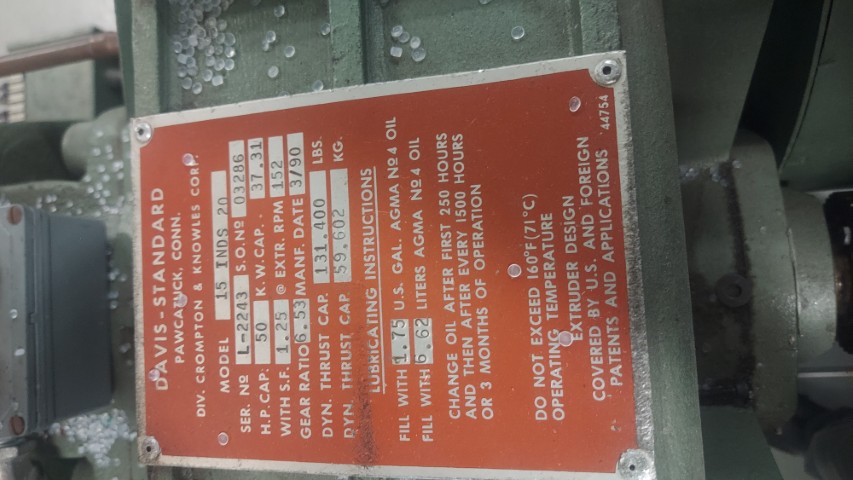 DAVIS-STANDARD
PAWCATUCK, CONN.
DIV. CROMPTON & KNOWLES CORP.
MODEL 15 INDS 20
SER. Nº L-2243 S.O. Nº 03286
H.P. CAP. 50 K.W. CAP. 37.31
WITH S.F. 1.25 @ EXTR. RPM 152
GEAR RATIO 6.53 MANF. DATE 3/90
DYN. THRUST CAP. 131.400 LBS.
DYN. THRUST CAP. 59.602 KG.
LUBRICATING INSTRUCTIONS
FILL WITH 1.75 U.S. GAL. AGMA Nº 4 OIL
FILL WITH 6.62 LITERS AGMA Nº 4 OIL
CHANGE OIL AFTER FIRST 250 HOURS
AND THEN AFTER EVERY 1500 HOURS
OR 3 MONTHS OF OPERATION
DO NOT EXCEED 160°F (71°C)
OPERATING TEMPERATURE
EXTRUDER DESIGN
COVERED BY U.S. AND FOREIGN
PATENTS AND APPLICATIONS 44754